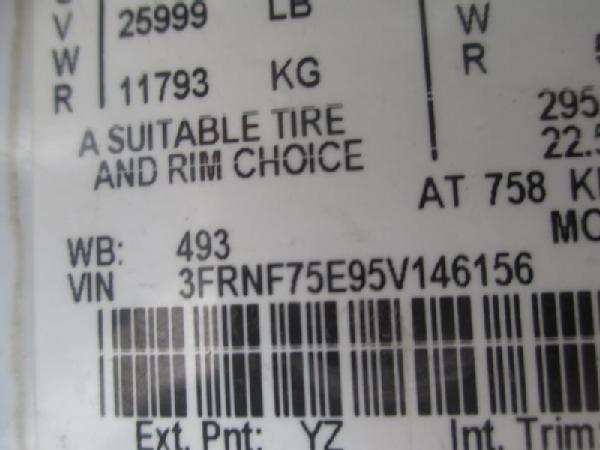 V 25999 LB
W
R 11793 KG
W
R
A SUITABLE TIRE
AND RIM CHOICE
295
22.5
AT 758
WB: 493
VIN 3FRNF75E95V146156
Ext. Pnt: YZ Int. Trim: